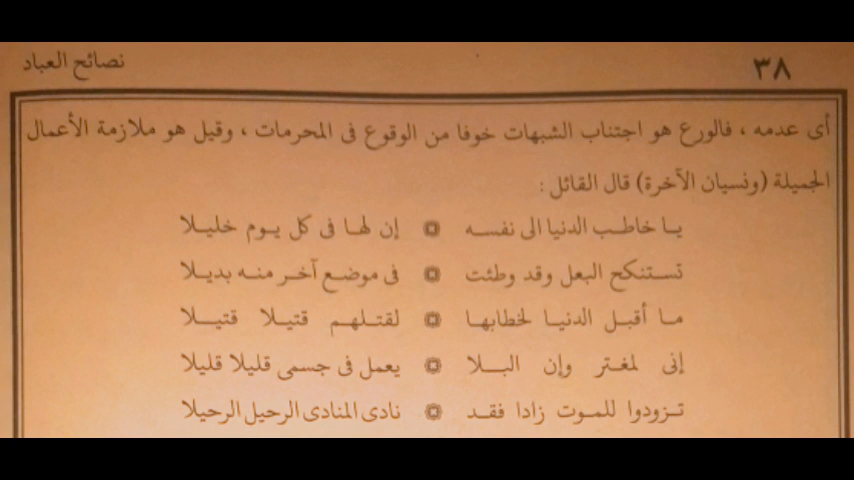 ٣٨ نصائح العباد
أى عدمه ، فالورع هو اجتناب الشبهات خوفا من الوقوع فى المحرمات ، وقيل هو ملازمة الأعمال
الجميلة (ونسيان الآخرة) قال القائل :
يا خاطب الدنيا الى نفسه إن لها فى كل يوم خليلا
تستنكح البعل وقد وطئت فى موضع آخر منه بديلا
ما أقبل الدنيا لخطابها لقتلهم قتيلا قتيلا
إنى لمغتر وإن البلا يعمل فى جسمى قليلا قليلا
تزودوا للموت زادا فقد نادى المنادى الرحيل الرحيلا